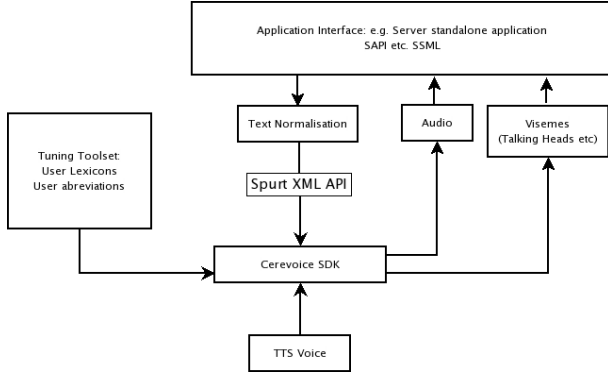 Application Interface: e.g. Server standalone application
SAPI etc. SSML
Text Normalisation
Audio
Visemes
(Talking Heads etc)
Tuning Toolset:
User Lexicons
User abreviations
Spurt XML API
Cerevoice SDK
TTS Voice